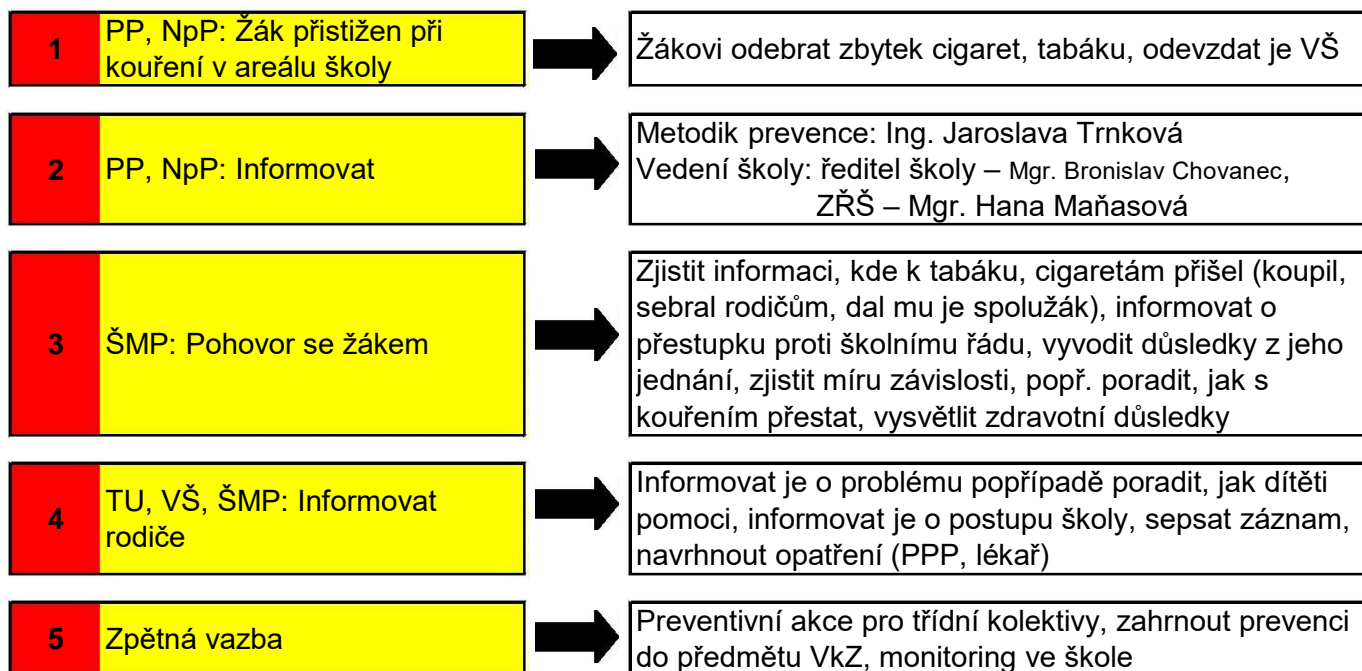 1
PP, NpP: Žák přistižen při
kouření v areálu školy
Žákovi odebrat zbytek cigaret, tabáku, odevzdat je VŠ
2
PP, NpP: Informovat
Metodik prevence: Ing. Jaroslava Trnková
Vedení školy: ředitel školy – Mgr. Bronislav Chovanec,
ZŘŠ – Mgr. Hana Maňasová
3
ŠMP: Pohovor se žákem
Zjistit informaci, kde k tabáku, cigaretám přišel (koupil,
sebral rodičům, dal mu je spolužák), informovat o
přestupku proti školnímu řádu, vyvodit důsledky z jeho
jednání, zjistit míru závislosti, popř. poradit, jak s
kouřením přestat, vysvětlit zdravotní důsledky
4
TU, VŠ, ŠMP: Informovat
rodiče
Informovat je o problému popřípadě poradit, jak dítěti
pomoci, informovat je o postupu školy, sepsat záznam,
navrhnout opatření (PPP, lékař)
5
Zpětná vazba
Preventivní akce pro třídní kolektivy, zahrnout prevenci
do předmětu VkZ, monitoring ve škole